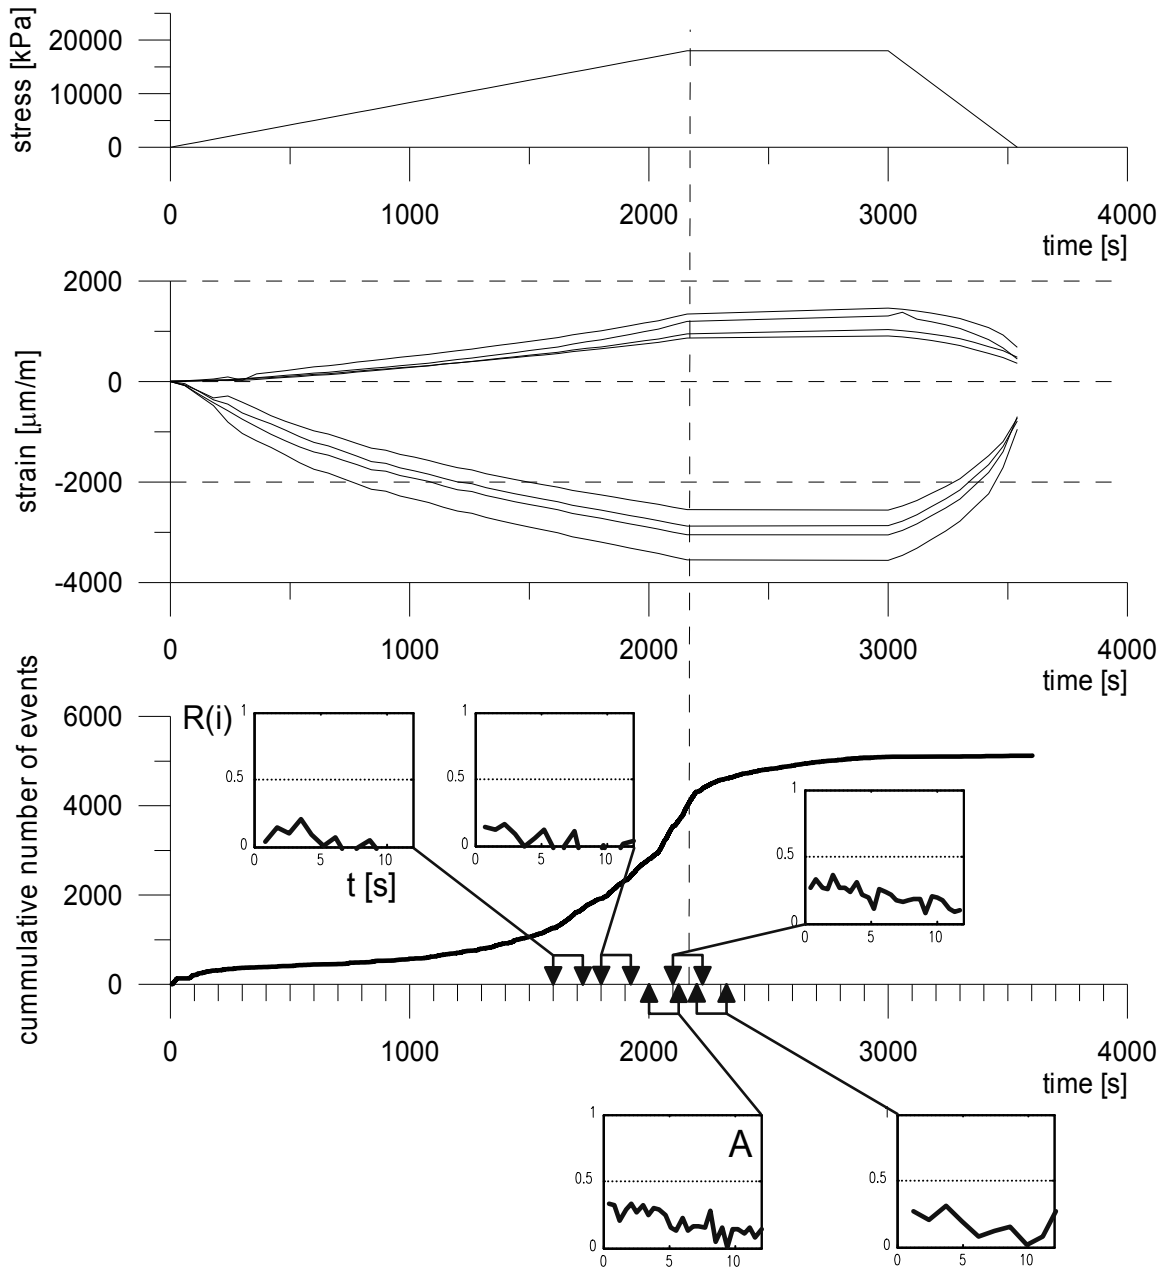 stress [kPa]
20000
10000
0
0 1000 2000 3000 4000
time [s]
strain [μm/m]
2000
0
-2000
-4000
0 1000 2000 3000 4000
time [s]
cummulative number of events
6000
4000
2000
0
R(i)
1
0.5
0
0 5 10
t [s]
1
0.5
0
0 5 10
1
0.5
0
0 5 10
0 1000 2000 3000 4000
time [s]
A
1
0.5
0
0 5 10
1
0.5
0
0 5 10